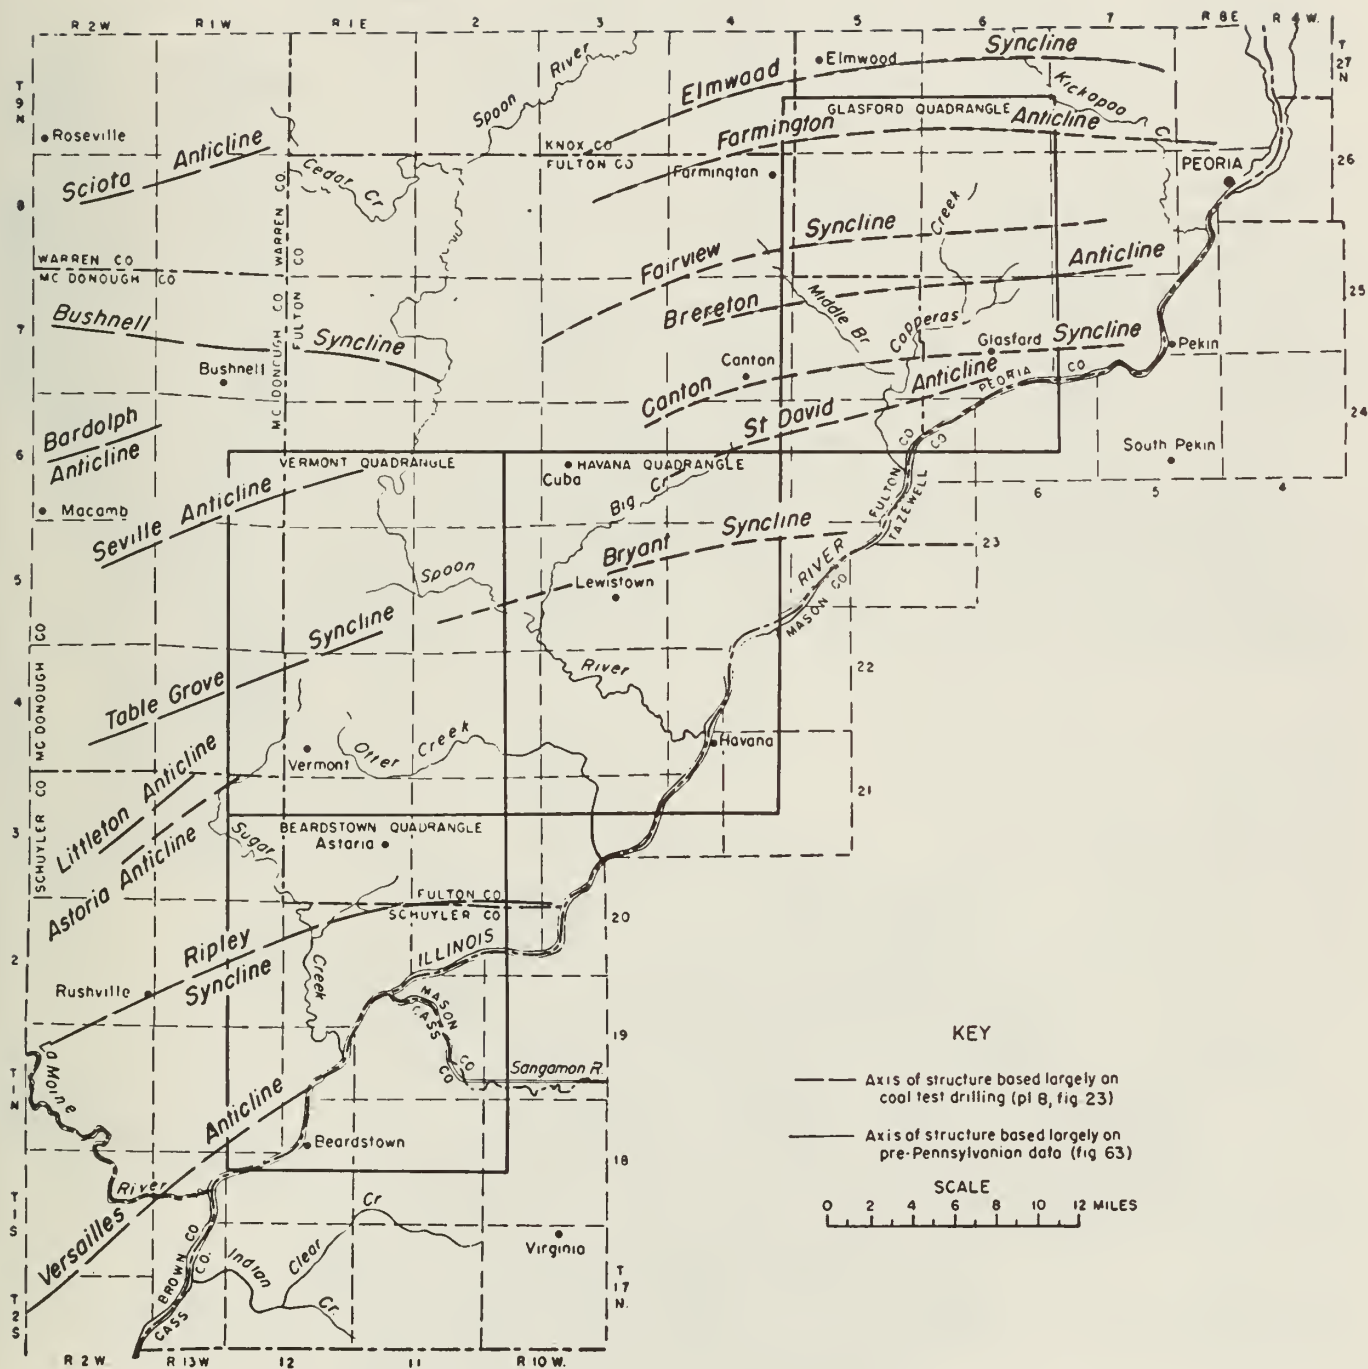 R 2 W
R 1 W
R 1 E
2
3
4
5
6
7
R 8 E
R 4 W.
T 27 N
T 9 N
Roseville
Sciota Anticline
Spoon River
Elmwood Syncline
Elmwood
Kickapoo C
GLASFORD QUADRANGLE
KNOX CO
FULTON CO
Farmington Anticline
Farmington
PEORIA
26
8
Cedar Cr
WARREN CO
FULTON CO
WARREN CO
MC DONOUGH CO
Fairview Syncline
Creek
Brereton Anticline
25
7
Bushnell Syncline
Bushnell
MC DONOUGH CO
Middle Br
Copperas
Canton
Glasford
Canton Syncline
Pekin
PEORIA CO
St David Anticline
24
Bardolph
Anticline
6
VERMONT QUADRANGLE
HAVANA QUADRANGLE
Cuba
Big Cr
South Pekin
FULTON CO
TAZEWELL CO
6
5
4
Macamb
Seville Anticline
Bryant Syncline
23
5
Spoon
Lewistown
RIVER
MASON CO
Table Grove Syncline
River
22
MC DONOUGH CO
4
Otter Creek
Vermont
Havana
21
SCHUYLER CO
3
Littleton Anticline
Astoria Anticline
BEARDSTOWN QUADRANGLE
Astaria
Sugar
Creek
FULTON CO
SCHUYLER CO
20
2
Ripley
Syncline
Rushville
ILLINOIS
MASON CO
CASS CO
19
Sangamon R.
La Moine
River
T 1 N
Versailles Anticline
Beardstown
18
T 1 S
BROWN CO
CASS CO.
Indian
Cr.
Clear
Cr
Virginia
T 17 N.
T 2 S
R 2 W.
R 13 W
12
11
R 10 W.
KEY
Axis of structure based largely on
coal test drilling (pl 8, fig 23)
Axis of structure based largely on
pre-Pennsylvanian data (fig 63)
SCALE
0 2 4 6 8 10 12 MILES